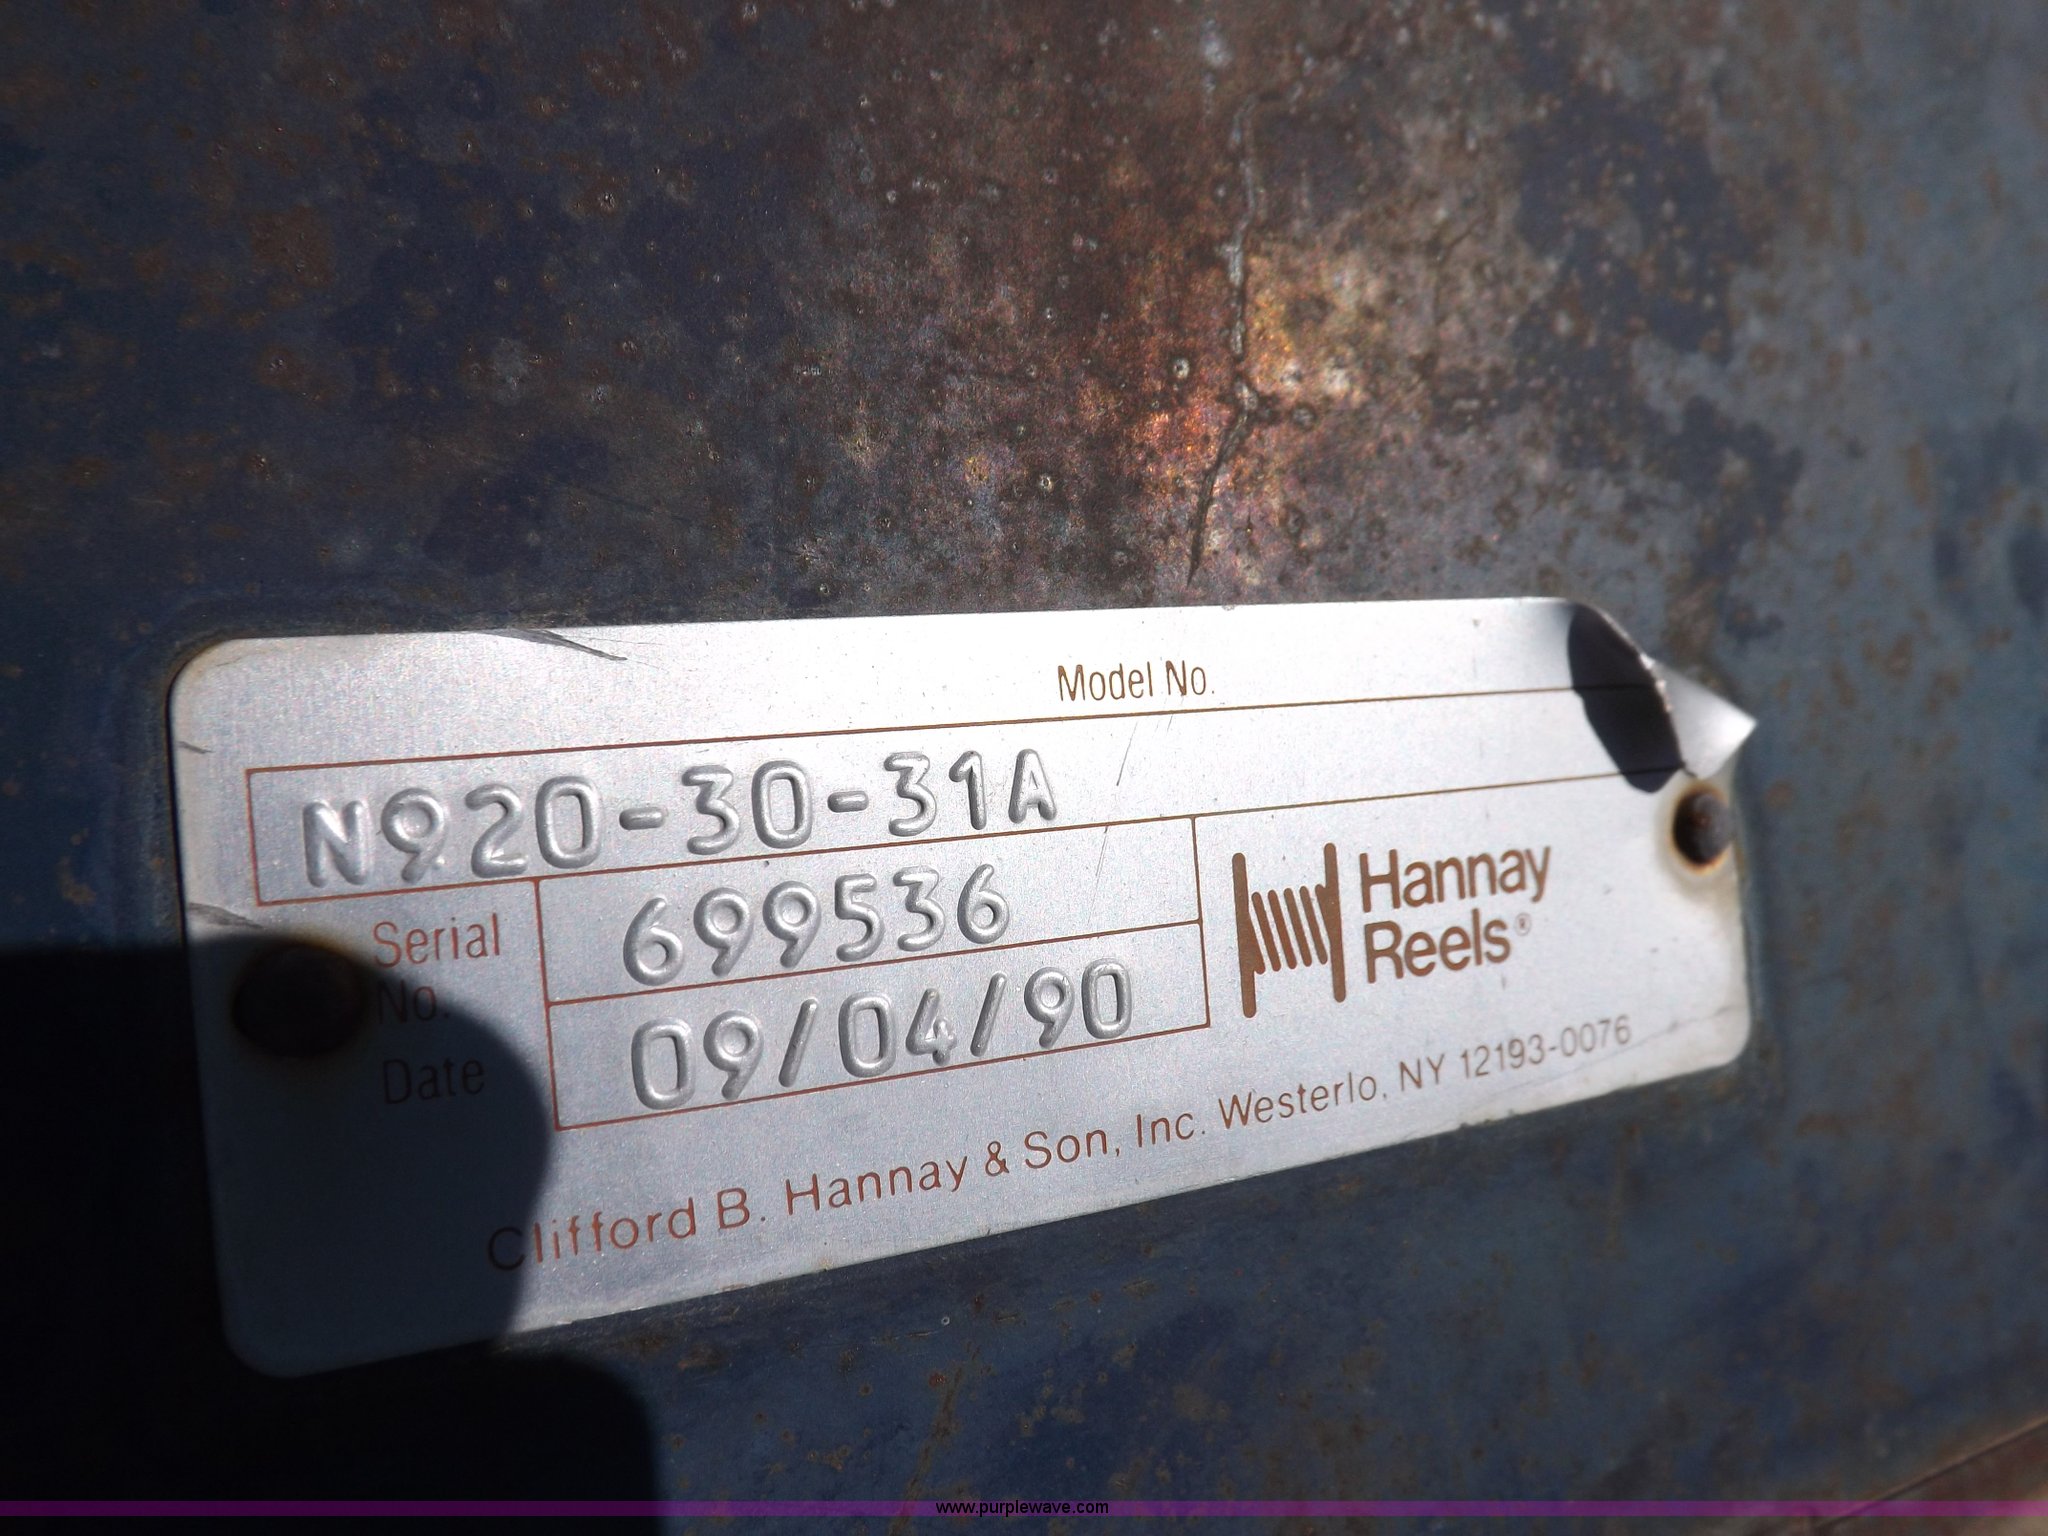 Model No.
N920-30-31A
Serial No.
699536
Date
09/04/90
Hannay
Reels®
Clifford B. Hannay & Son, Inc. Westerlo, NY 12193-0076
www.purplewave.com